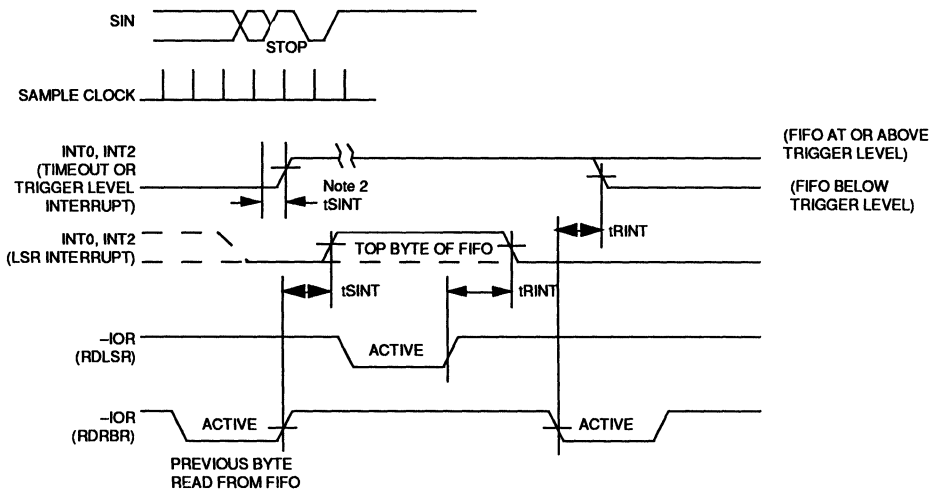 SIN
STOP
SAMPLE CLOCK
INT0, INT2
(TIMEOUT OR
TRIGGER LEVEL
INTERRUPT)
Note 2
tSINT
(FIFO AT OR ABOVE
TRIGGER LEVEL)
(FIFO BELOW
TRIGGER LEVEL)
tRINT
INT0, INT2
(LSR INTERRUPT)
TOP BYTE OF FIFO
tSINT
tRINT
–IOR
(RDLSR)
ACTIVE
–IOR
(RDRBR)
ACTIVE
ACTIVE
PREVIOUS BYTE
READ FROM FIFO